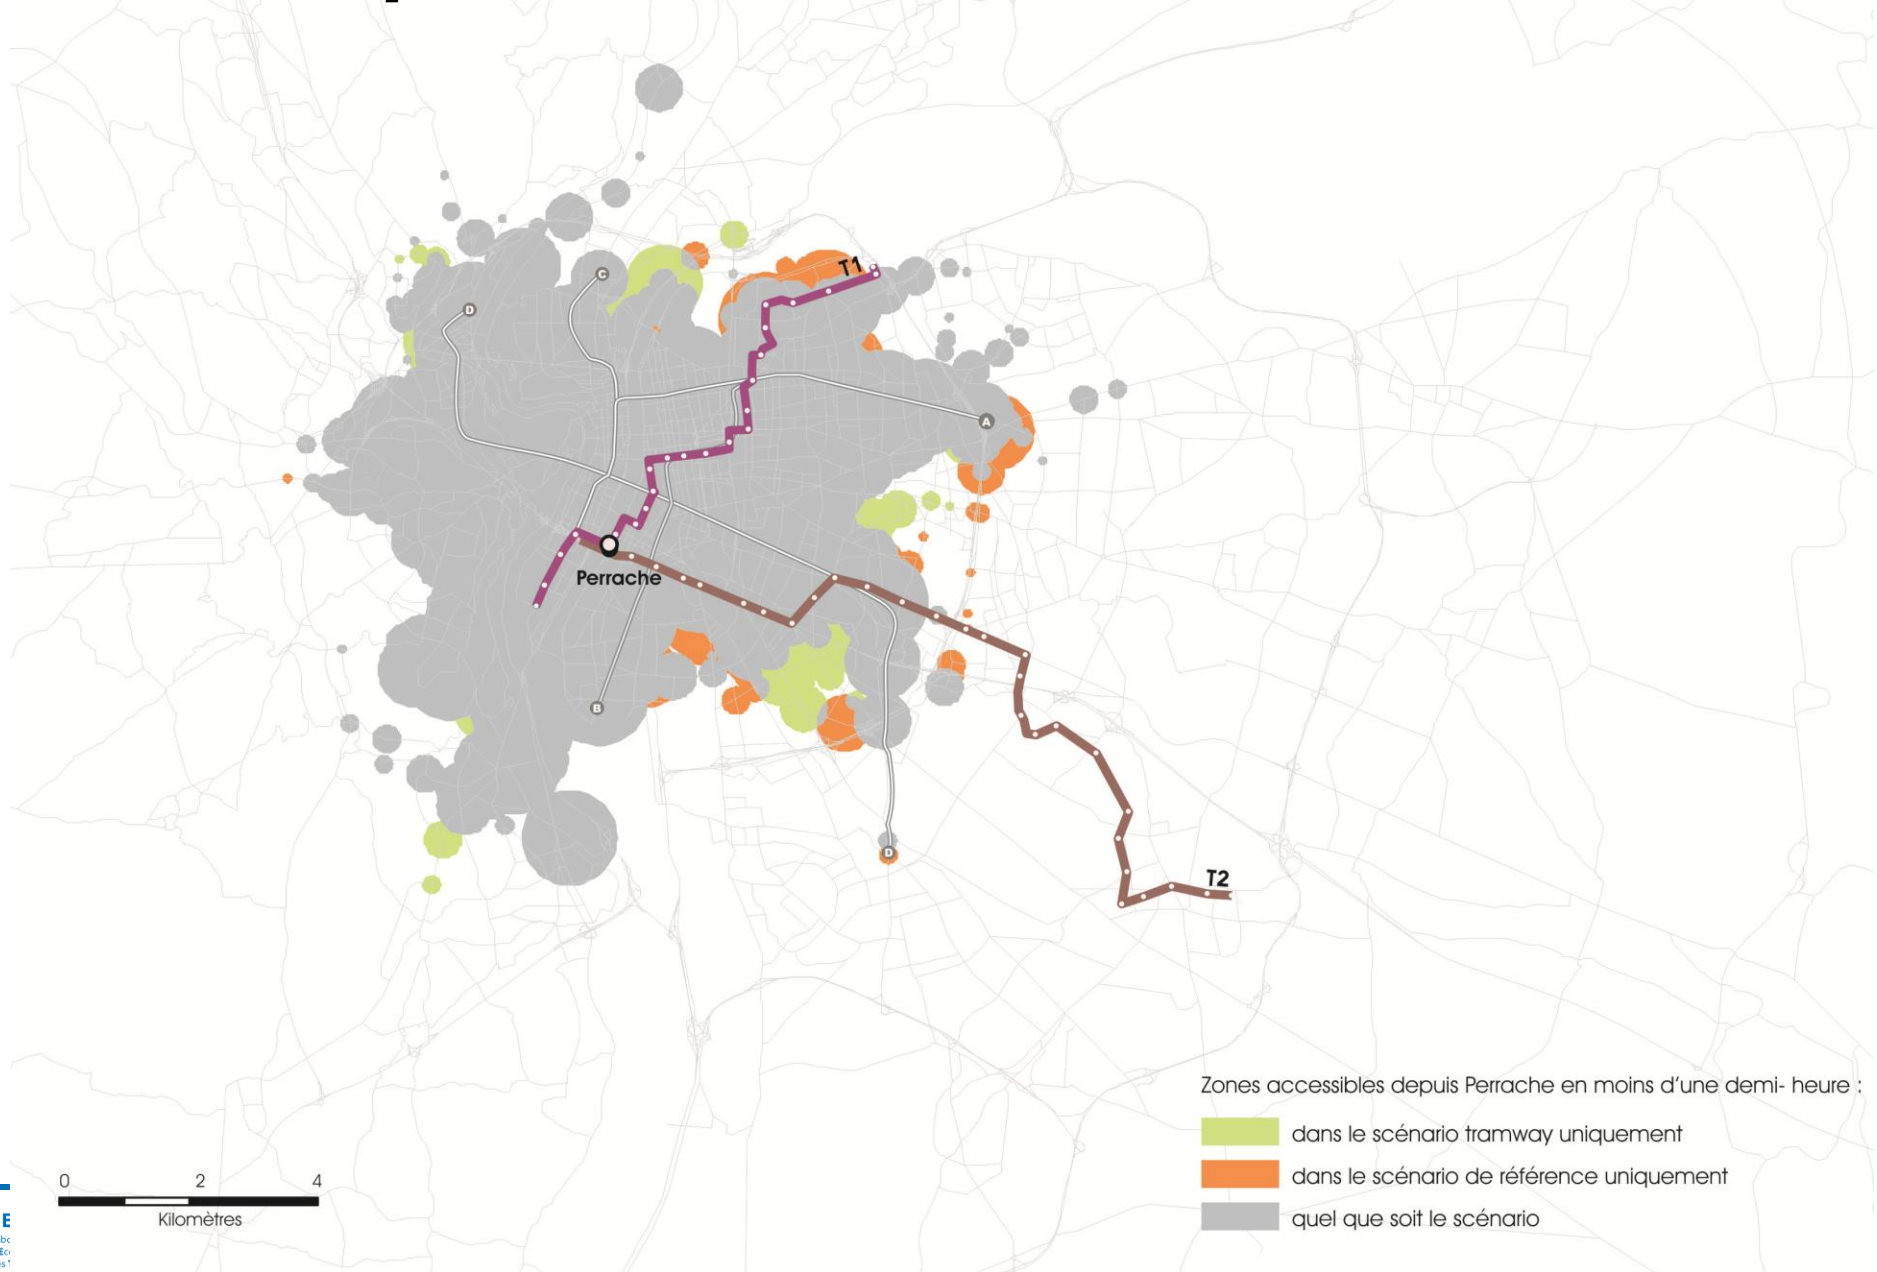 T1
C
D
A
Perrache
B
D
T2
Zones accessibles depuis Perrache en moins d'une demi- heure :
dans le scénario tramway uniquement
dans le scénario de référence uniquement
quel que soit le scénario
0 2 4
Kilomètres
E